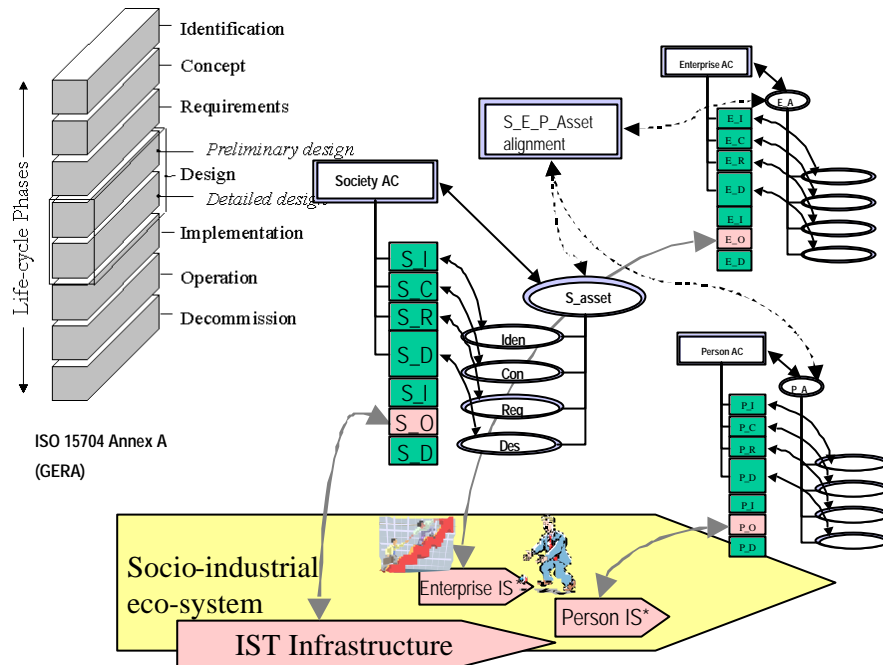 Identification
Concept
Requirements
Preliminary design
Design
Detailed design
Implementation
Operation
Decommission
Life-cycle Phases
ISO 15704 Annex A
(GERA)
Society AC
S_I
S_C
S_R
S_D
S_I
S_O
S_D
S_E_P_Asset
alignment
S_asset
Iden
Con
Req
Des
Enterprise AC
E_A
E_I
E_C
E_R
E_D
E_I
E_O
E_D
Person AC
P_A
P_I
P_C
P_R
P_D
P_I
P_O
P_D
Socio-industrial
eco-system
Enterprise IS*
Person IS*
IST Infrastructure